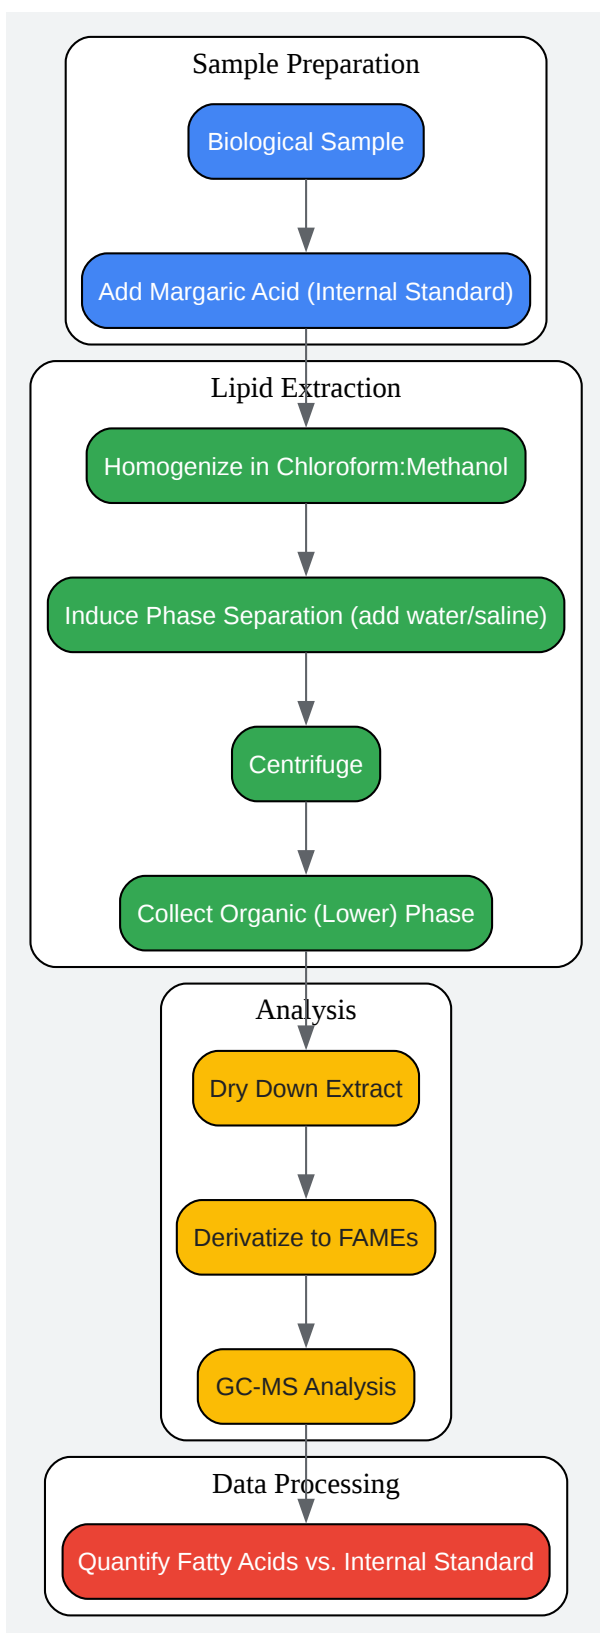 Sample Preparation
Biological Sample
Add Margaric Acid (Internal Standard)
Lipid Extraction
Homogenize in Chloroform:Methanol
Induce Phase Separation (add water/saline)
Centrifuge
Collect Organic (Lower) Phase
Analysis
Dry Down Extract
Derivatize to FAMEs
GC-MS Analysis
Data Processing
Quantify Fatty Acids vs. Internal Standard